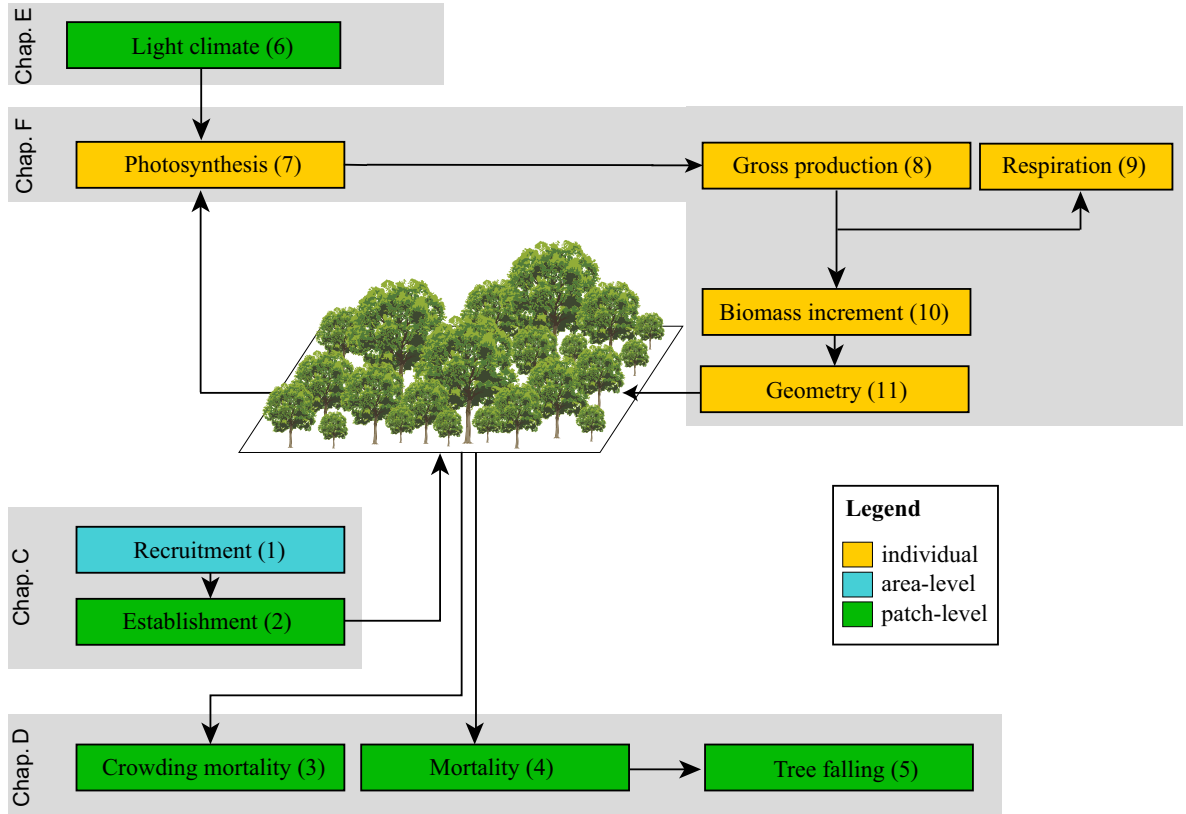 Chap. E
Light climate (6)
Chap. F
Photosynthesis (7)
Gross production (8)
Respiration (9)
Biomass increment (10)
Geometry (11)
Chap. C
Recruitment (1)
Establishment (2)
Legend
individual
area-level
patch-level
Chap. D
Crowding mortality (3)
Mortality (4)
Tree falling (5)